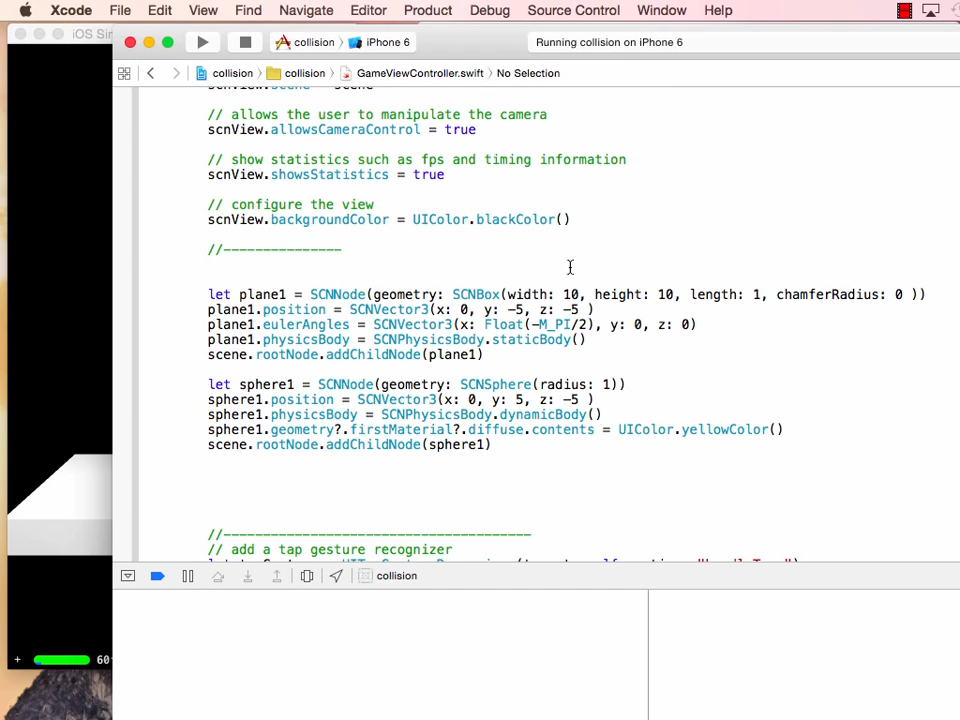 Xcode File Edit View Find Navigate Editor Product Debug Source Control Window Help
iOS Sim
collision iPhone 6 Running collision on iPhone 6
collision collision GameViewController.swift No Selection
// allows the user to manipulate the camera
scnView.allowsCameraControl = true
// show statistics such as fps and timing information
scnView.showsStatistics = true
// configure the view
scnView.backgroundColor = UIColor.blackColor()
//---------------
let plane1 = SCNNode(geometry: SCNBox(width: 10, height: 10, length: 1, chamferRadius: 0 ))
plane1.position = SCNVector3(x: 0, y: -5, z: -5 )
plane1.eulerAngles = SCNVector3(x: Float(-M_PI/2), y: 0, z: 0)
plane1.physicsBody = SCNPhysicsBody.staticBody()
scene.rootNode.addChildNode(plane1)
let sphere1 = SCNNode(geometry: SCNSphere(radius: 1))
sphere1.position = SCNVector3(x: 0, y: 5, z: -5 )
sphere1.physicsBody = SCNPhysicsBody.dynamicBody()
sphere1.geometry?.firstMaterial?.diffuse.contents = UIColor.yellowColor()
scene.rootNode.addChildNode(sphere1)
//---------------------------------------
// add a tap gesture recognizer
collision
+ 60